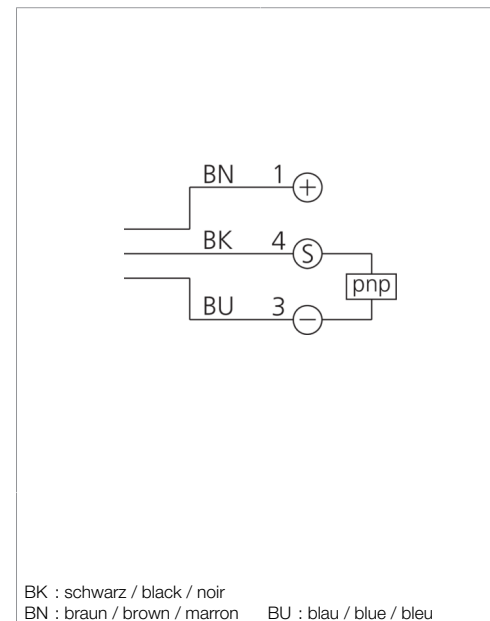 BN 1 +
BK 4 S
pnp
BU 3 −
BK : schwarz / black / noir
BN : braun / brown / marron BU : blau / blue / bleu